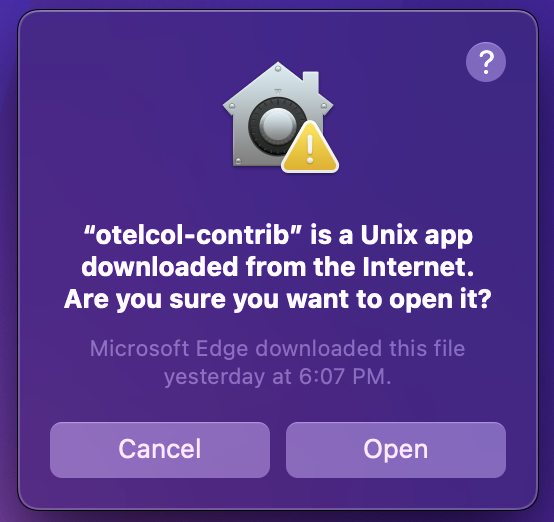 ?
“otelcol-contrib” is a Unix app
downloaded from the Internet.
Are you sure you want to open it?
Microsoft Edge downloaded this file
yesterday at 6:07 PM.
Cancel
Open